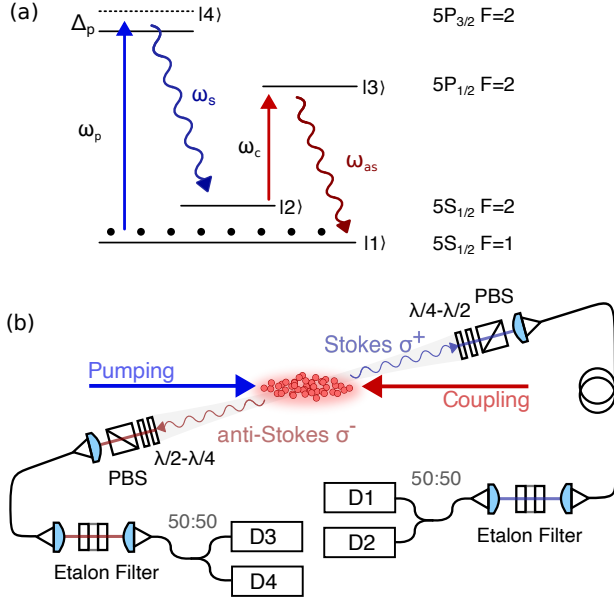 (a)
|4⟩
5P3/2 F=2
Δp
ωs
|3⟩
5P1/2 F=2
ωp
ωc
ωas
|2⟩
5S1/2 F=2
|1⟩
5S1/2 F=1
(b)
λ/4-λ/2
PBS
Stokes σ+
Pumping
Coupling
anti-Stokes σ-
λ/2-λ/4
PBS
50:50
D1
D2
Etalon Filter
50:50
D3
D4
Etalon Filter